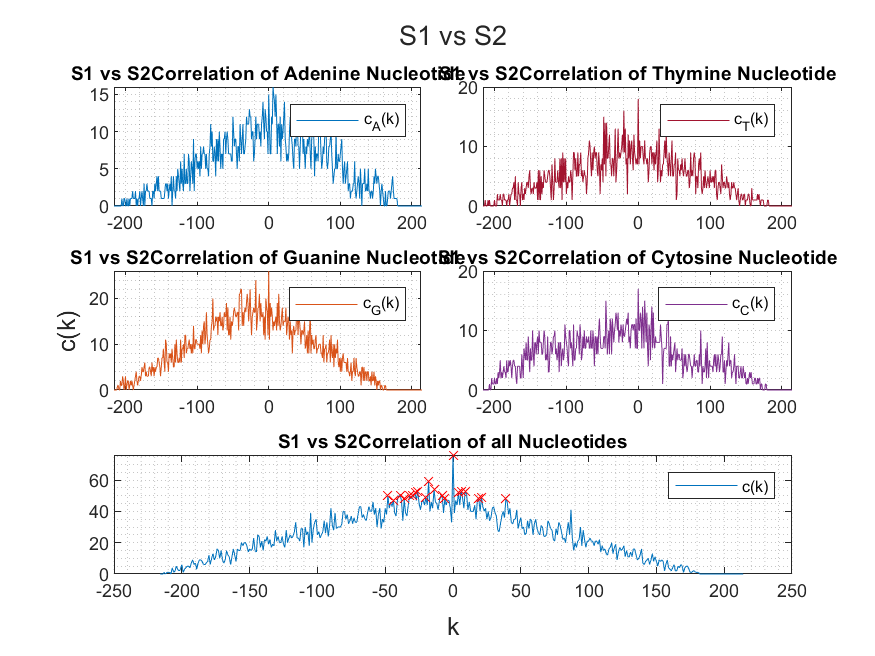 S1 vs S2
S1 vs S2Correlation of Adenine Nucleotide
S1 vs S2Correlation of Thymine Nucleotide
15
10
5
0
c_A(k)
-200 -100 0 100 200
20
10
0
c_T(k)
-200 -100 0 100 200
S1 vs S2Correlation of Guanine Nucleotide
S1 vs S2Correlation of Cytosine Nucleotide
c(k)
20
10
0
c_G(k)
-200 -100 0 100 200
20
10
0
c_C(k)
-200 -100 0 100 200
S1 vs S2Correlation of all Nucleotides
60
40
20
0
c(k)
-250 -200 -150 -100 -50 0 50 100 150 200 250
k